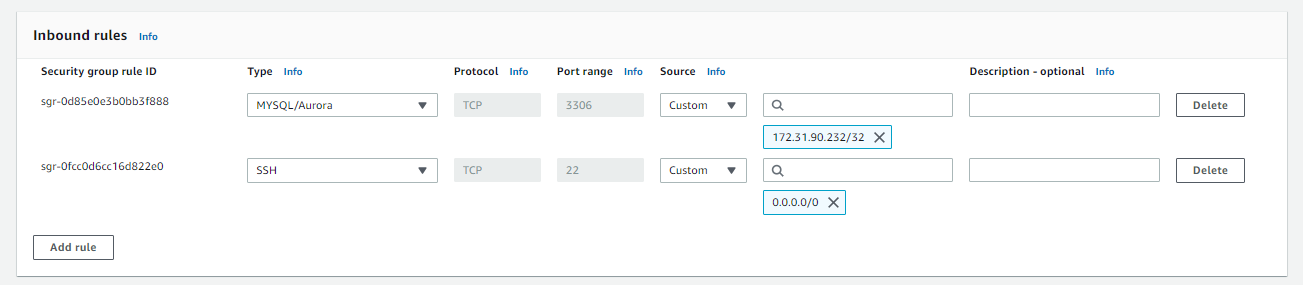 Inbound rules Info
Security group rule ID Type Info Protocol Info Port range Info Source Info Description - optional Info
sgr-0d85e0e3b0bb3f888 MYSQL/Aurora TCP 3306 Custom Delete
172.31.90.232/32
sgr-0fcc0d6cc16d822e0 SSH TCP 22 Custom Delete
0.0.0.0/0
Add rule